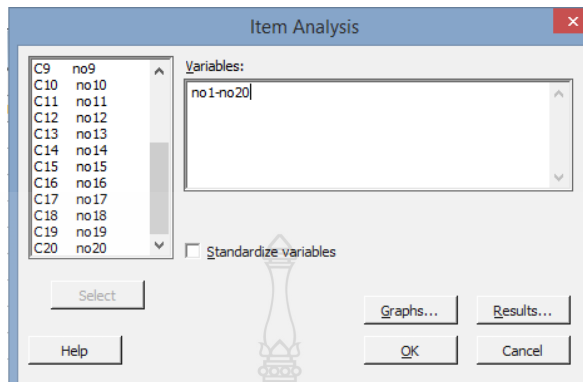 Item Analysis
Variables:
C9 no9
C10 no10
C11 no11
C12 no12
C13 no13
C14 no14
C15 no15
C16 no16
C17 no17
C18 no18
C19 no19
C20 no20
no1-no20
Standardize variables
Select
Graphs...
Results...
Help
OK
Cancel